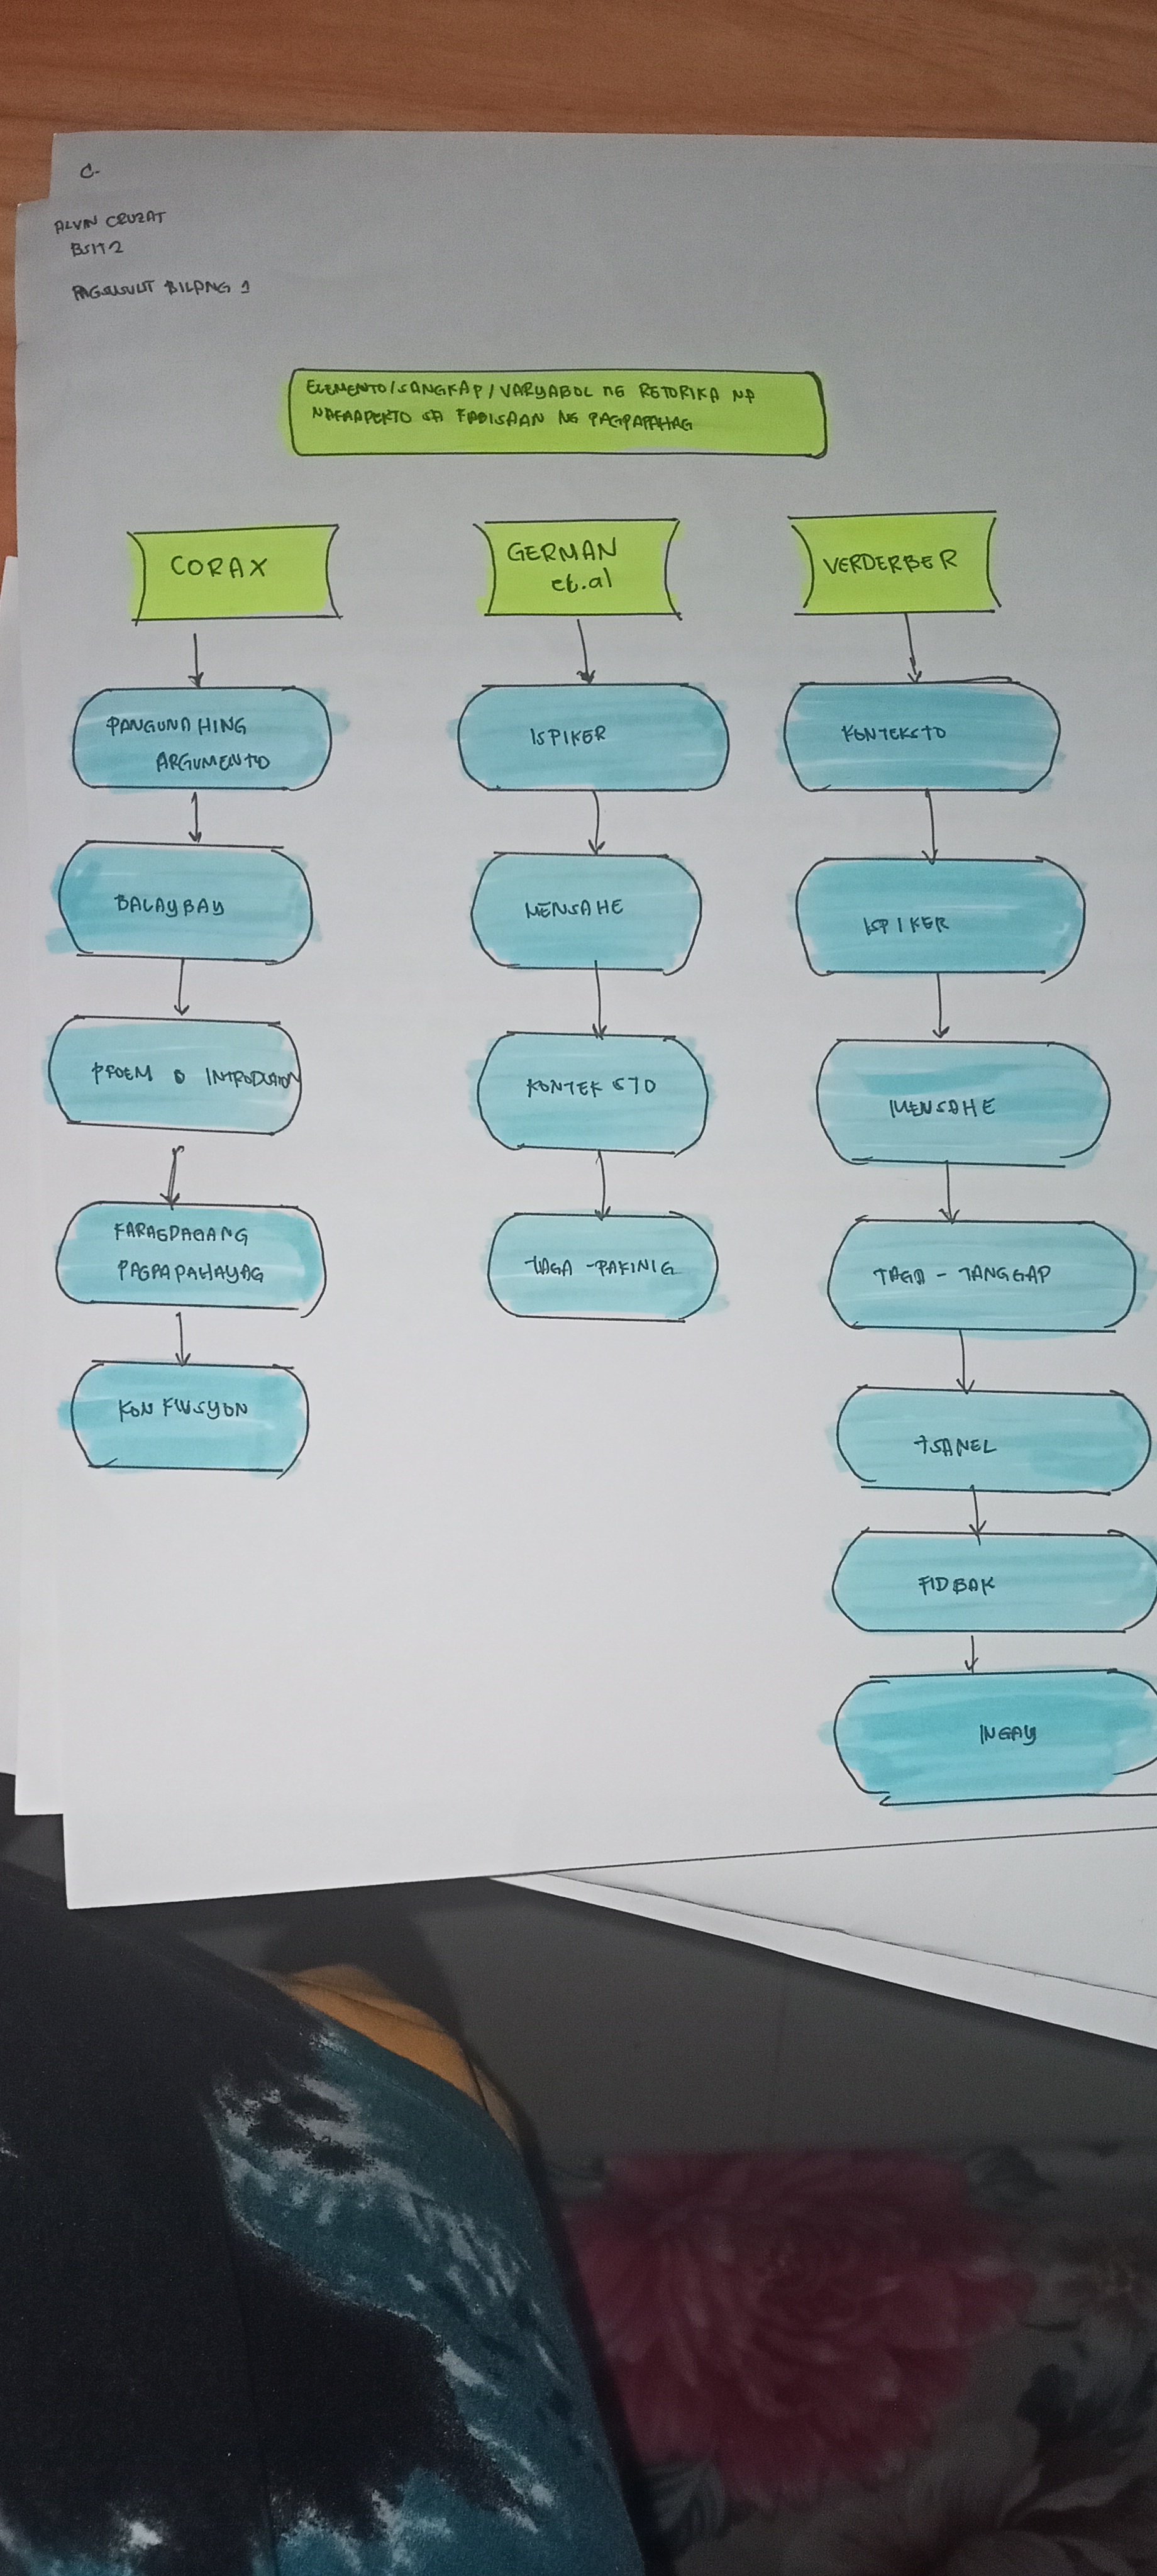 C.
ALVIN CRUZAT
BSIT2
PAGSUSULIT BILANG 1
ELEMENTO/SANGKAP/VARYABOL NG RETORIKA NA
NAKAAPEKTO SA KABISAAN NG PAGPAPAHAG
CORAX
PANGUNAHING
ARGUMENTO
BALAYBAY
PROEM O INTRODUKSYON
KARAGDAGANG
PAGPAPAHAYAG
KONKLUSYON
GERMAN
et.al
ISPIKER
MENSAHE
KONTEKSTO
TAGA-PAKINIG
VERDERBER
KONTEKSTO
ISPIKER
MENSAHE
TAGA-TANGGAP
TSANEL
FIDBAK
INGAY